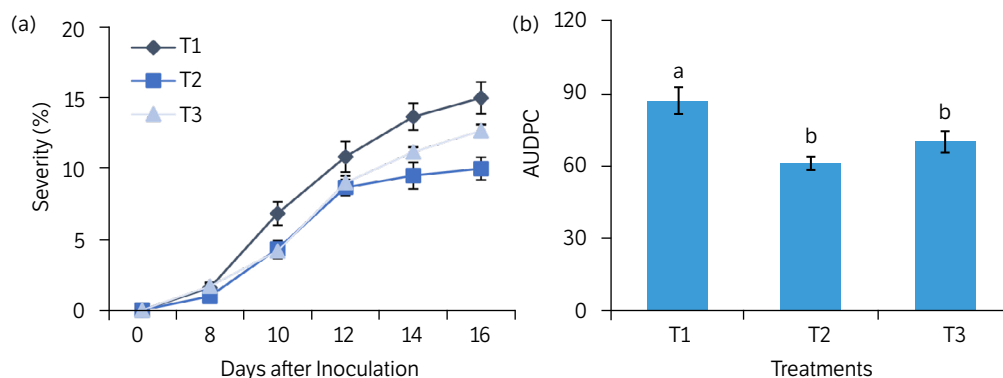 (a)
20
15
10
5
0
Severity (%)
T1
T2
T3
0 8 10 12 14 16
Days after Inoculation
(b)
120
90
60
30
0
AUDPC
a
b
b
T1 T2 T3
Treatments